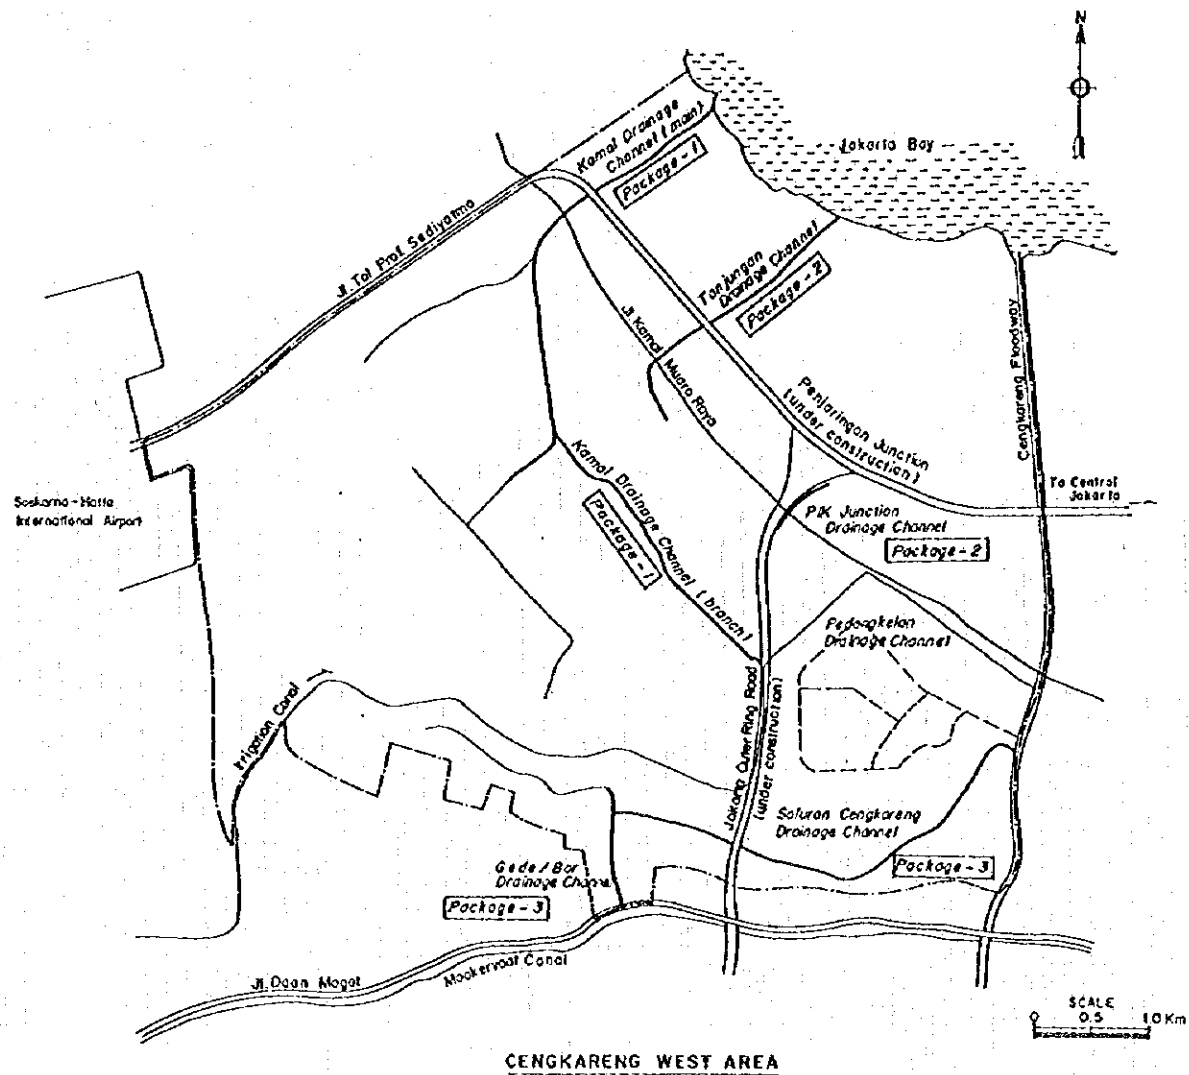 N
Kamal Drainage
Channel (main)
Package-1
Jakarta Bay
Jl. Tol Prof. Sediyatmo
Tanjungan
Drainage Channel
Package-2
Jl Kamal Muara Raya
Cengkareng Floodway
Penjaringan Junction
(under construction)
To Central
Jakarta
Soekarno-Hatta
International Airport
Kamal Drainage Channel (branch)
Package-1
PIK Junction
Drainage Channel
Package-2
Pedongkelan
Drainage Channel
Irrigation Canal
Jakarta Outer Ring Road
(under construction)
Saluran Cengkareng
Drainage Channel
Package-3
Gede/Bor
Drainage Channel
Package-3
Jl. Daan Mogot
Mookervaat Canal
SCALE
0 0.5 1.0 Km
CENGKARENG WEST AREA